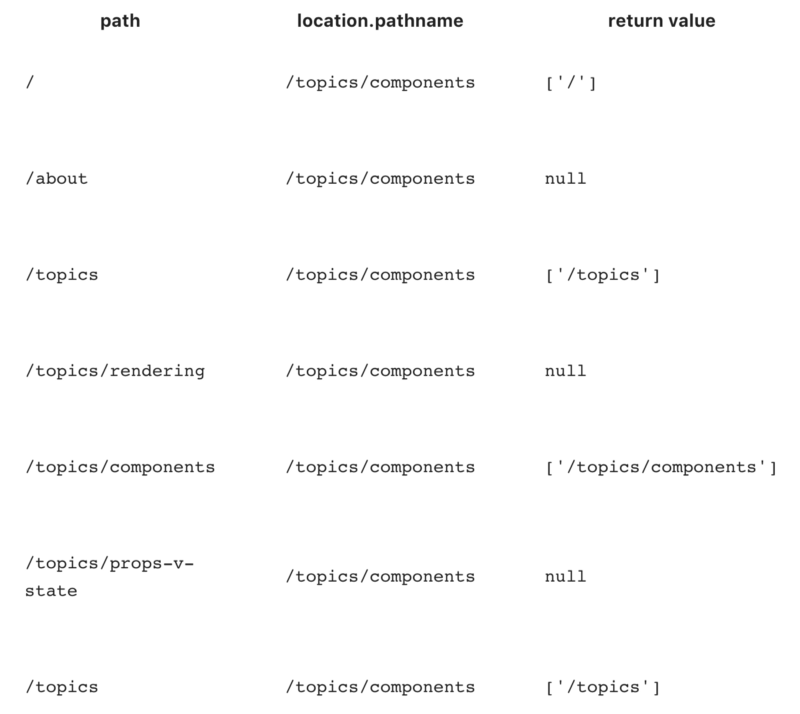 path location.pathname return value
/ /topics/components ['/']
/about /topics/components null
/topics /topics/components ['/topics']
/topics/rendering /topics/components null
/topics/components /topics/components ['/topics/components']
/topics/props-v-
state /topics/components null
/topics /topics/components ['/topics']